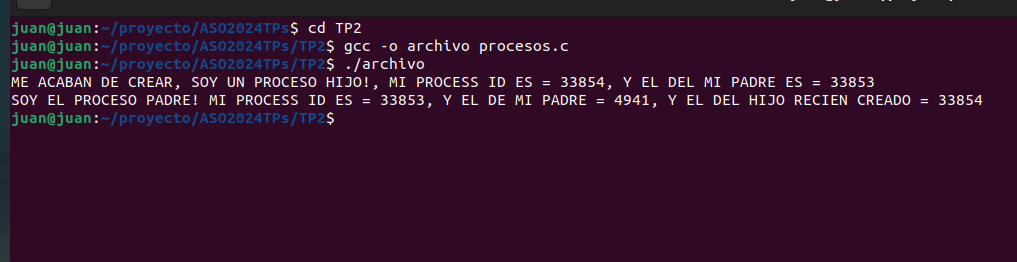 juan@juan:~/proyecto/ASO2024TPs$ cd TP2
juan@juan:~/proyecto/ASO2024TPs/TP2$ gcc -o archivo procesos.c
juan@juan:~/proyecto/ASO2024TPs/TP2$ ./archivo
ME ACABAN DE CREAR, SOY UN PROCESO HIJO!, MI PROCESS ID ES = 33854, Y EL DEL MI PADRE ES = 33853
SOY EL PROCESO PADRE! MI PROCESS ID ES = 33853, Y EL DE MI PADRE = 4941, Y EL DEL HIJO RECIEN CREADO = 33854
juan@juan:~/proyecto/ASO2024TPs/TP2$